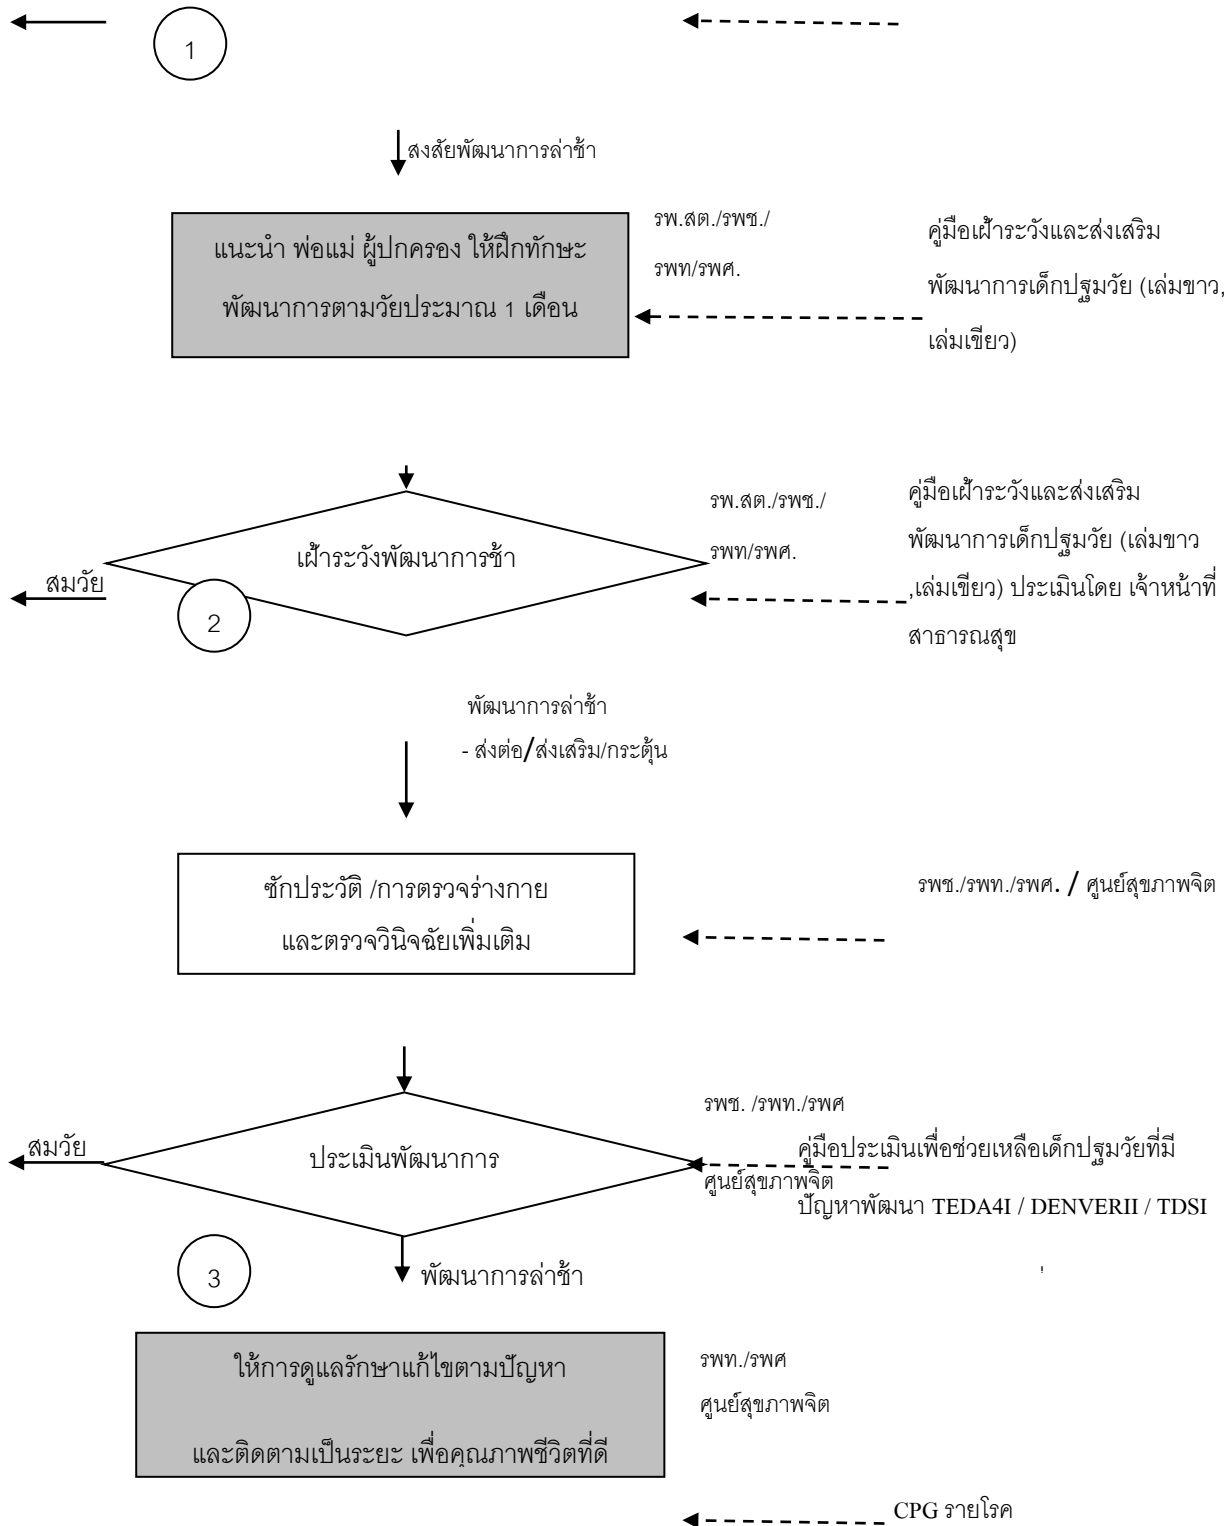 1
สงสัยพัฒนาการล่าช้า
แนะนำ พ่อแม่ ผู้ปกครอง ให้ฝึกทักษะ
พัฒนาการตามวัยประมาณ 1 เดือน
รพ.สต./รพช./
รพท/รพศ.
คู่มือเฝ้าระวังและส่งเสริม
พัฒนาการเด็กปฐมวัย (เล่มขาว,
เล่มเขียว)
เฝ้าระวังพัฒนาการช้า
สมวัย
2
รพ.สต./รพช./
รพท/รพศ.
คู่มือเฝ้าระวังและส่งเสริม
พัฒนาการเด็กปฐมวัย (เล่มขาว
,เล่มเขียว) ประเมินโดย เจ้าหน้าที่
สาธารณสุข
พัฒนาการล่าช้า
- ส่งต่อ/ส่งเสริม/กระตุ้น
ซักประวัติ /การตรวจร่างกาย
และตรวจวินิจฉัยเพิ่มเติม
รพช./รพท./รพศ. / ศูนย์สุขภาพจิต
สมวัย
ประเมินพัฒนาการ
รพช. /รพท./รพศ
ศูนย์สุขภาพจิต
คู่มือประเมินเพื่อช่วยเหลือเด็กปฐมวัยที่มี
ปัญหาพัฒนา TEDA4I / DENVERII / TDSI
3
พัฒนาการล่าช้า
ให้การดูแลรักษาแก้ไขตามปัญหา
และติดตามเป็นระยะ เพื่อคุณภาพชีวิตที่ดี
รพท./รพศ
ศูนย์สุขภาพจิต
CPG รายโรค